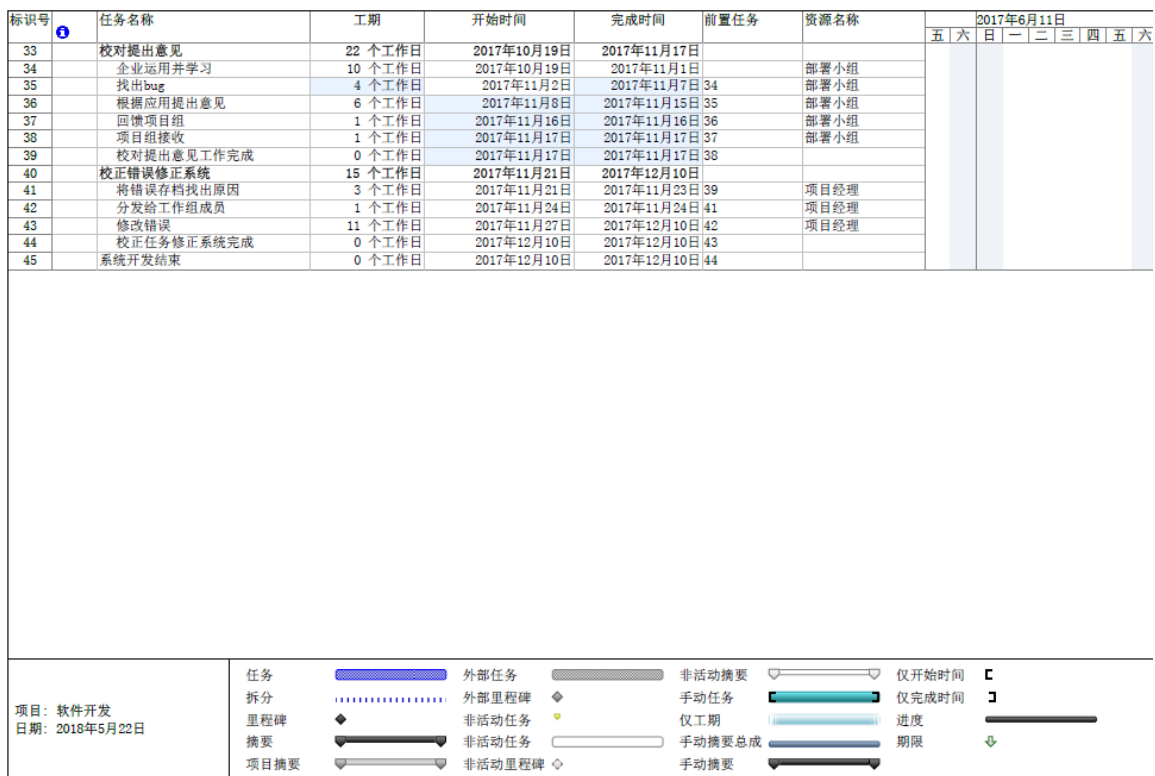 标识号 任务名称 工期 开始时间 完成时间 前置任务 资源名称 2017年6月11日
五 六 日 一 二 三 四 五 六
33 校对提出意见 22 个工作日 2017年10月19日 2017年11月17日
34 企业运用并学习 10 个工作日 2017年10月19日 2017年11月1日 部署小组
35 找出bug 4 个工作日 2017年11月2日 2017年11月7日 34 部署小组
36 根据应用提出意见 6 个工作日 2017年11月8日 2017年11月15日 35 部署小组
37 回馈项目组 1 个工作日 2017年11月16日 2017年11月16日 36 部署小组
38 项目组接收 1 个工作日 2017年11月17日 2017年11月17日 37 部署小组
39 校对提出意见工作完成 0 个工作日 2017年11月17日 2017年11月17日 38
40 校正错误修正系统 15 个工作日 2017年11月21日 2017年12月10日
41 将错误存档找出原因 3 个工作日 2017年11月21日 2017年11月23日 39 项目经理
42 分发给工作组成员 1 个工作日 2017年11月24日 2017年11月24日 41 项目经理
43 修改错误 11 个工作日 2017年11月27日 2017年12月10日 42 项目经理
44 校正任务修正系统完成 0 个工作日 2017年12月10日 2017年12月10日 43
45 系统开发结束 0 个工作日 2017年12月10日 2017年12月10日 44
项目: 软件开发
日期: 2018年5月22日
任务 外部任务 非活动摘要 仅开始时间
拆分 外部里程碑 手动任务 仅完成时间
里程碑 非活动任务 仅工期 进度
摘要 非活动任务 手动摘要总成 期限
项目摘要 非活动里程碑 手动摘要